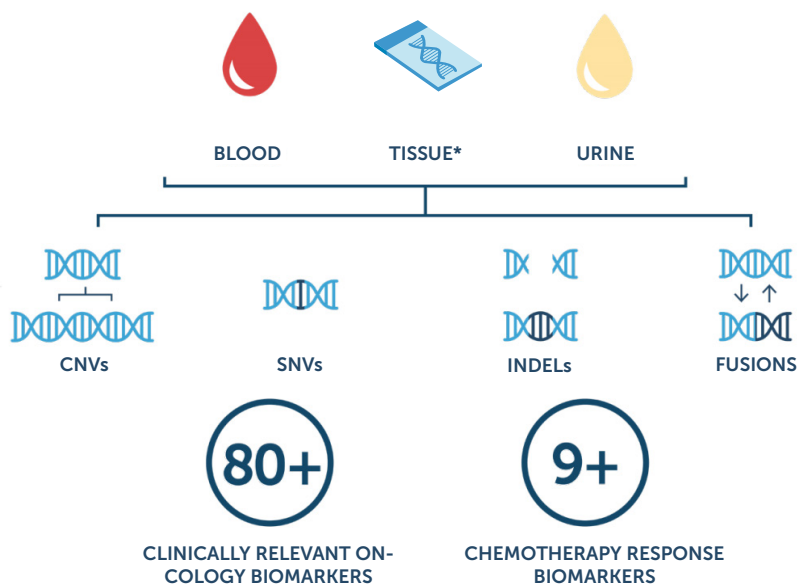 BLOOD
TISSUE*
URINE
CNVs
SNVs
INDELs
FUSIONS
80+
9+
CLINICALLY RELEVANT ON-
COLOGY BIOMARKERS
CHEMOTHERAPY RESPONSE
BIOMARKERS